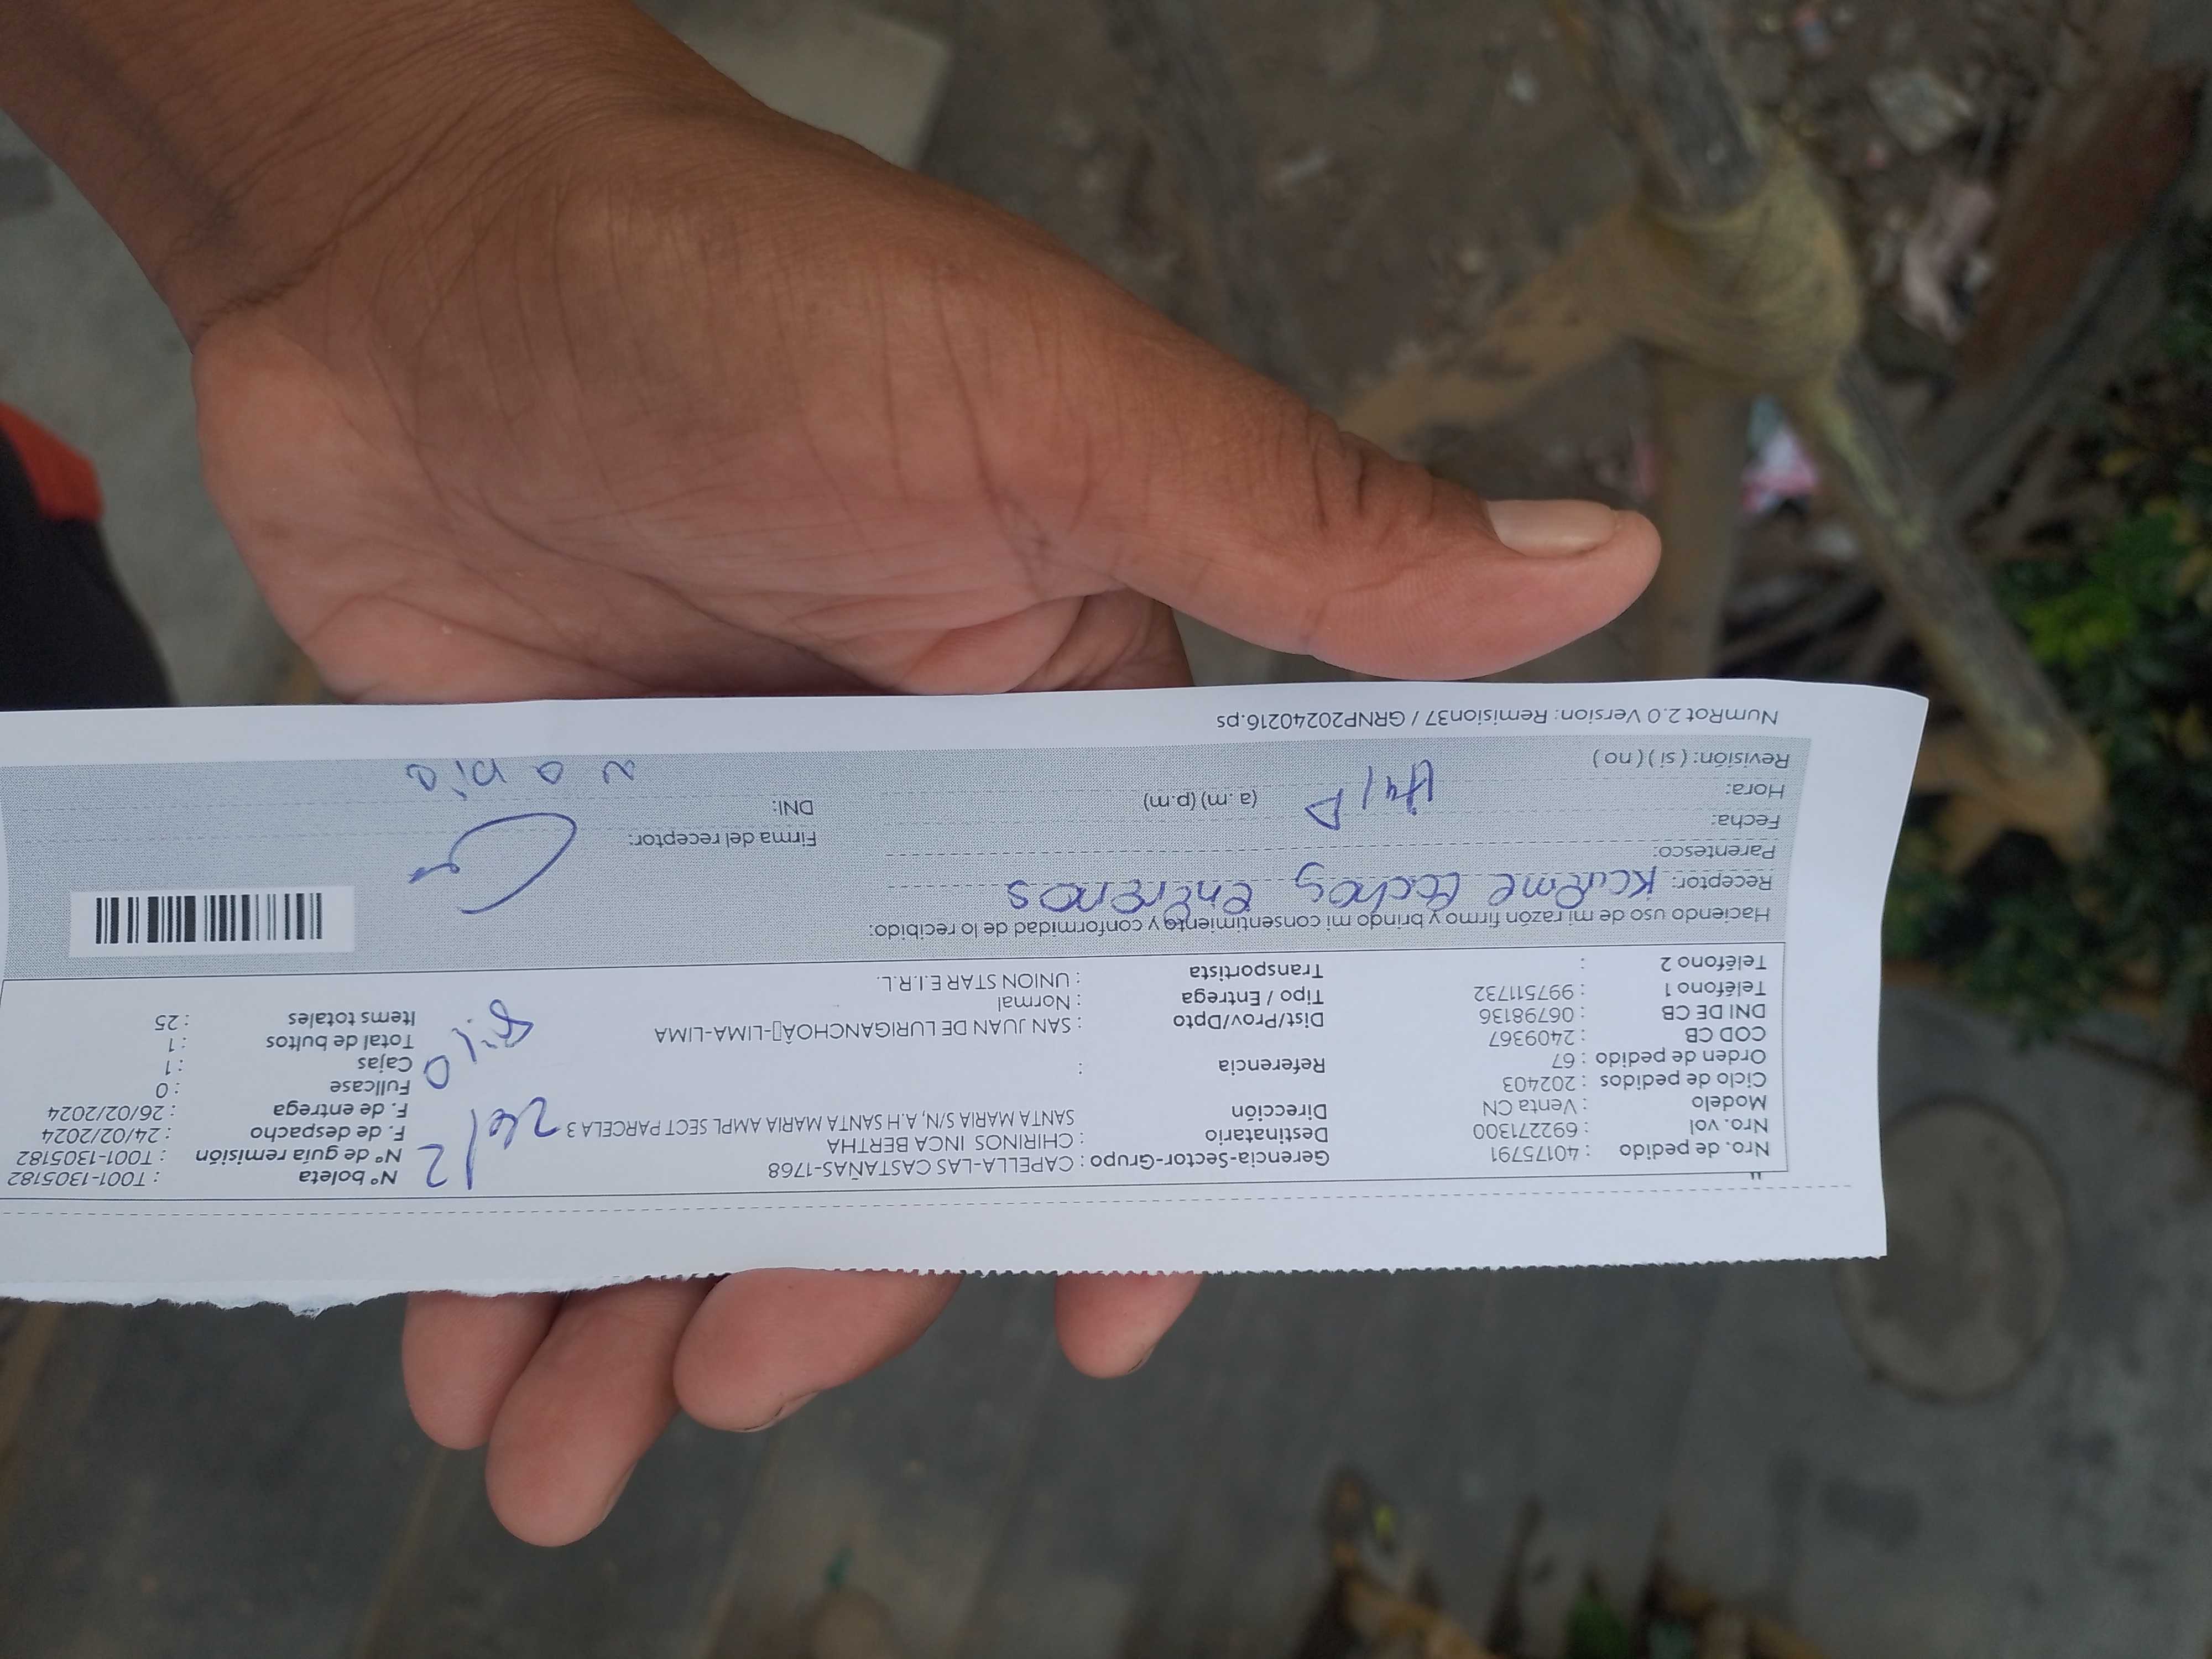 Nro. de pedido : 40175791
Nro. vol : 692271300
Modelo : Venta CN
Ciclo de pedidos : 202403
Orden de pedido : 67
COD CB : 2409367
DNI DE CB : 06798136
Teléfono 1 : 997511732
Teléfono 2 :
Gerencia-Sector-Grupo : CAPELLA-LAS CASTAÑAS-1768
Destinatario : CHIRINOS INCA BERTHA
Dirección SANTA MARIA S/N, A.H SANTA MARIA AMPL SECT PARCELA 3
Referencia :
Dist/Prov/Dpto : SAN JUAN DE LURIGANCHOÂ▯-LIMA-LIMA
Tipo / Entrega : Normal
Transportista : UNION STAR E.I.R.L.
N° boleta : T001-1305182
N° de guía remisión : T001-1305182
F. de despacho : 24/02/2024
F. de entrega : 26/02/2024
Fullcase : 0
Cajas : 1
Total de bultos : 1
Items totales : 25
26/2
Haciendo uso de mi razón firmo y brindo mi consentimiento y conformidad de lo recibido:
Receptor:
Parentesco:
Fecha:
Hora: (a.m) (p.m)
Revisión: ( si ) ( no )
Firma del receptor:
DNI:
NumRot 2.0 Version: Remision37 / GRNP20240216.ps